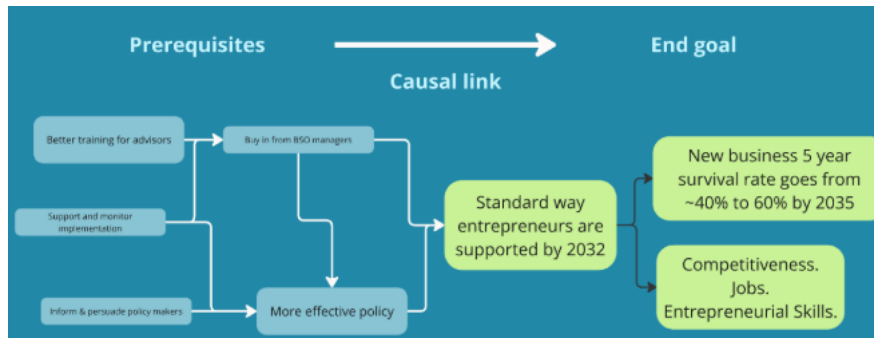 Prerequisites
End goal
Causal link
Better training for advisors
Buy in from BSO managers
Support and monitor
implementation
Inform & persuade policy makers
More effective policy
Standard way
entrepreneurs are
supported by 2032
New business 5 year
survival rate goes from
~40% to 60% by 2035
Competitiveness.
Jobs.
Entrepreneurial Skills.